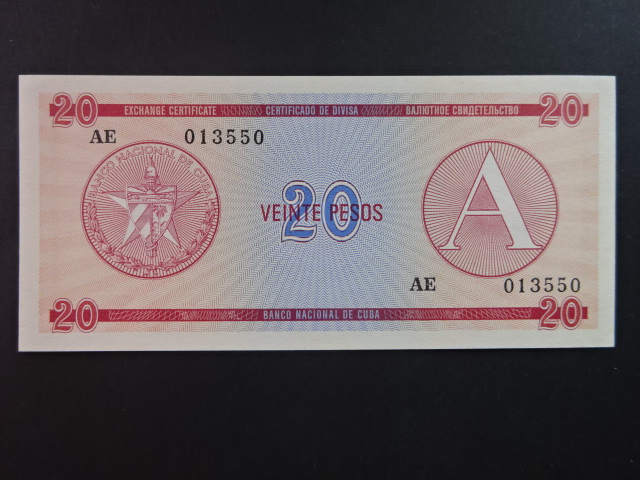 20 EXCHANGE CERTIFICATE CERTIFICADO DE DIVISA ВАЛЮТНОЕ СВИДЕТЕЛЬСТВО 20
AE 013550
BANCO NACIONAL DE CUBA
20
VEINTE PESOS
A
AE 013550
20 BANCO NACIONAL DE CUBA 20